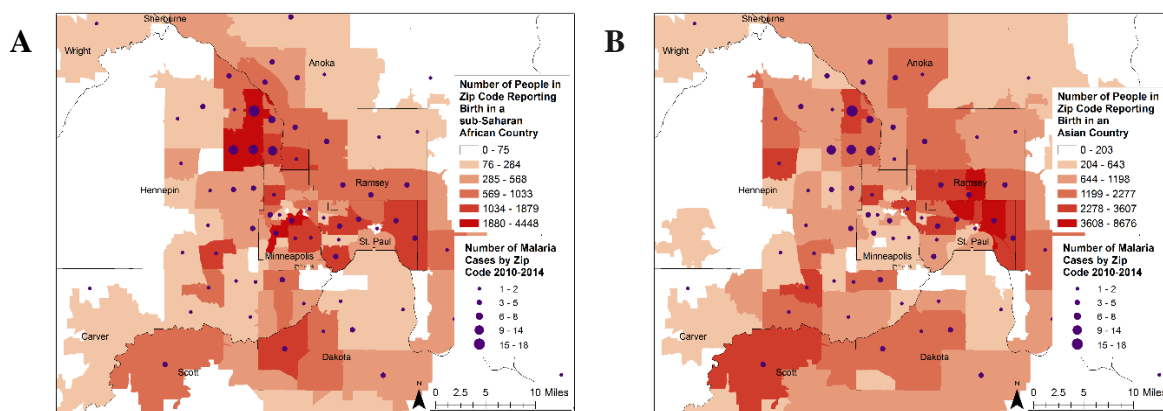 A
Sherburne
Wright
Anoka
Hennepin
Ramsey
St. Paul
Minneapolis
Carver
Scott
Dakota
Number of People in
Zip Code Reporting
Birth in a
sub-Saharan
African Country
0 - 75
76 - 284
285 - 568
569 - 1033
1034 - 1879
1880 - 4448
Number of Malaria
Cases by Zip
Code 2010-2014
1 - 2
3 - 5
6 - 8
9 - 14
15 - 18
N
0 2.5 5 10 Miles
B
Sherburne
Wright
Anoka
Hennepin
Ramsey
St. Paul
Minneapolis
Carver
Scott
Dakota
Number of People in
Zip Code Reporting
Birth in an
Asian Country
0 - 203
204 - 643
644 - 1198
1199 - 2277
2278 - 3607
3608 - 8676
Number of Malaria
Cases by Zip
Code 2010-2014
1 - 2
3 - 5
6 - 8
9 - 14
15 - 18
N
0 2.5 5 10 Miles